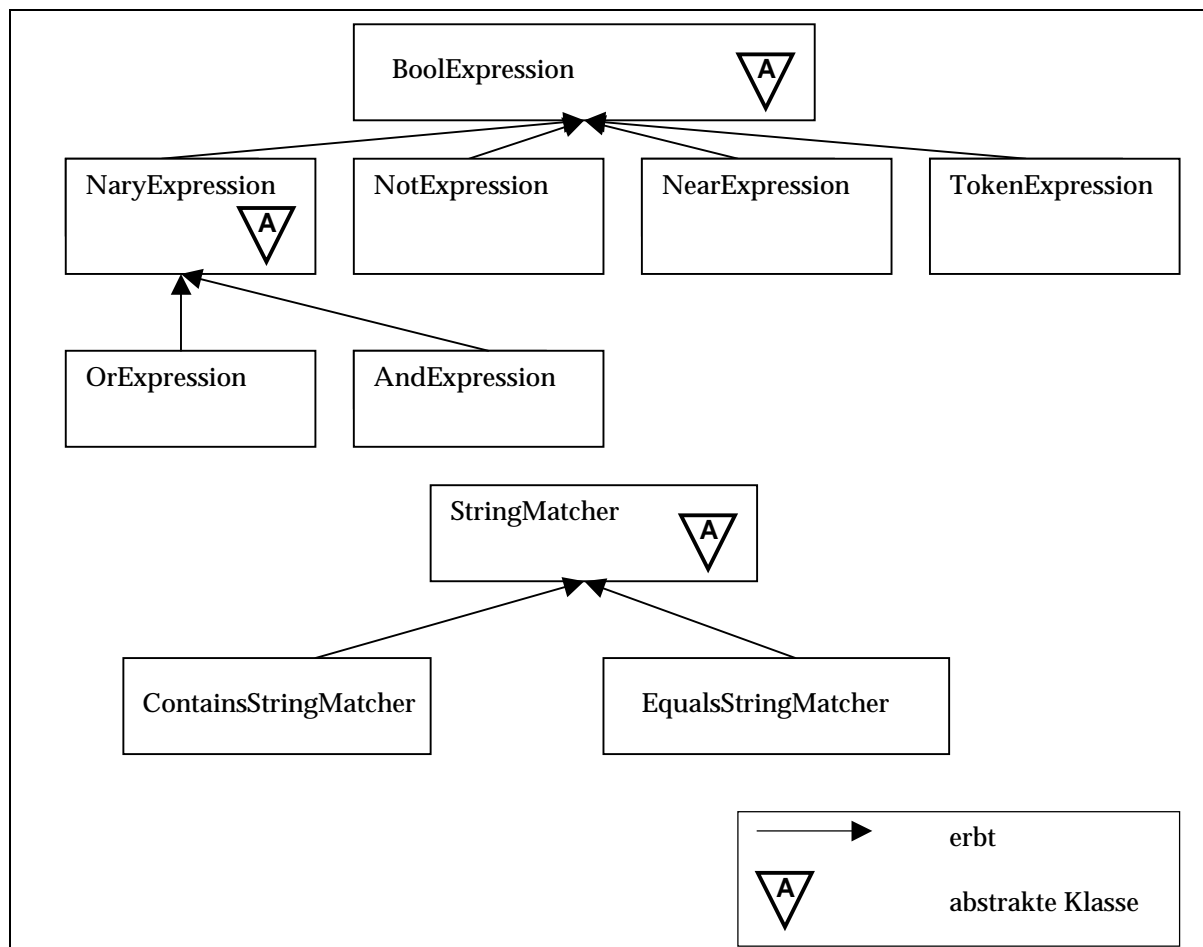 BoolExpression
A
NaryExpression
A
NotExpression
NearExpression
TokenExpression
OrExpression
AndExpression
StringMatcher
A
ContainsStringMatcher
EqualsStringMatcher
erbt
A
abstrakte Klasse